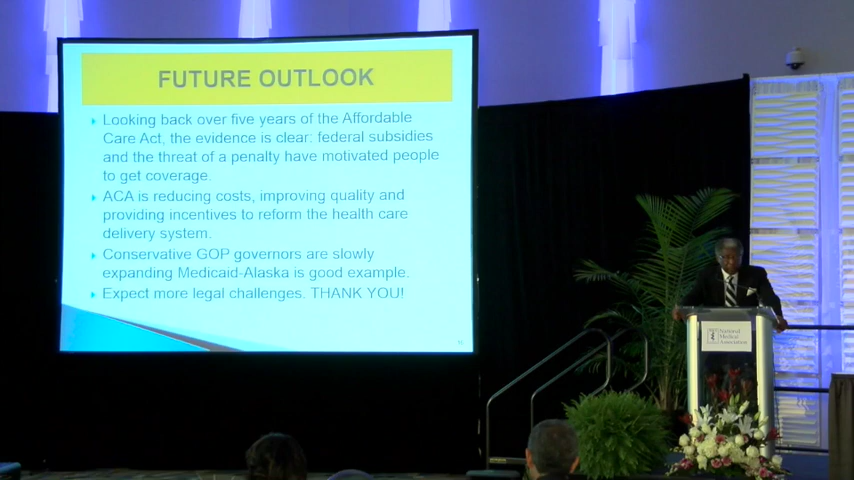 FUTURE OUTLOOK
Looking back over five years of the Affordable
Care Act, the evidence is clear: federal subsidies
and the threat of a penalty have motivated people
to get coverage.
ACA is reducing costs, improving quality and
providing incentives to reform the health care
delivery system.
Conservative GOP governors are slowly
expanding Medicaid-Alaska is good example.
Expect more legal challenges. THANK YOU!
National
Medical
Association